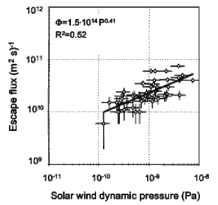 Φ=1.5·10¹⁴ P⁰·⁴¹
R²=0.52
10¹²
10¹¹
10¹⁰
10⁹
Escape flux (m² s)⁻¹
10⁻¹¹ 10⁻¹⁰ 10⁻⁹ 10⁻⁸
Solar wind dynamic pressure (Pa)